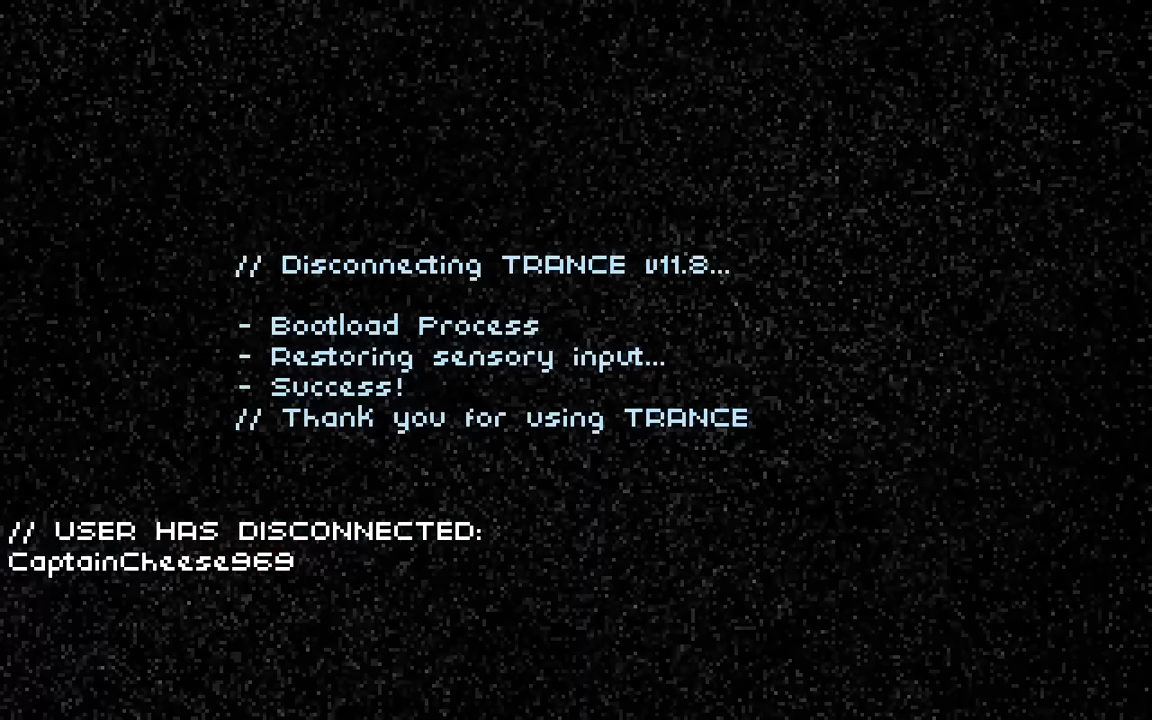 // Disconnecting TRANCE v11.8...
- Bootload Process
- Restoring sensory input...
- Success!
// Thank you for using TRANCE
// USER HAS DISCONNECTED:
CaptainCheese969